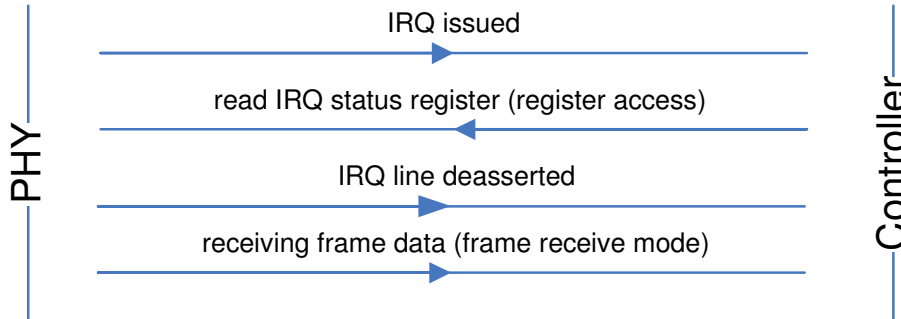 IRQ issued
read IRQ status register (register access)
PHY
Controller
IRQ line deasserted
receiving frame data (frame receive mode)